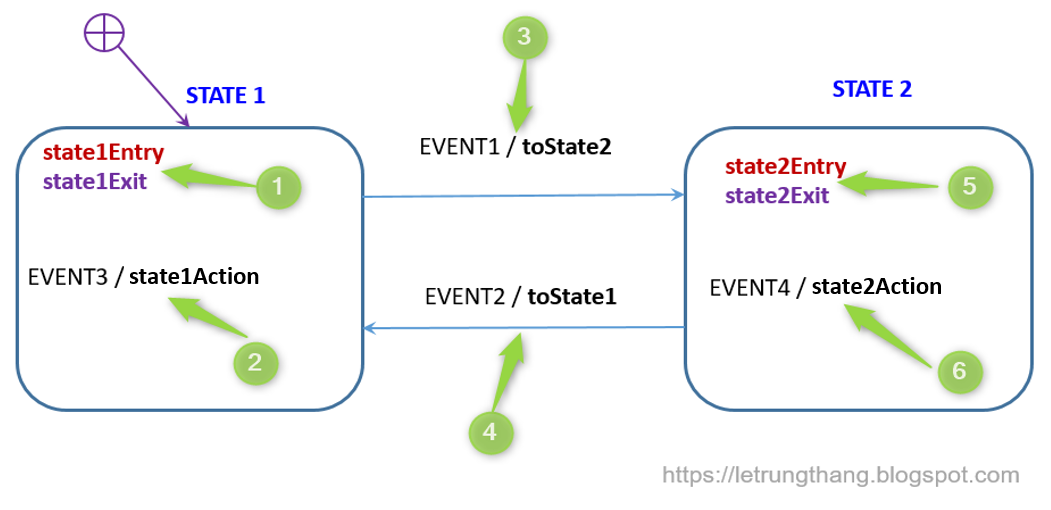 3
STATE 1
STATE 2
EVENT1 / toState2
state1Entry
state1Exit
1
state2Entry
state2Exit
5
EVENT3 / state1Action
EVENT2 / toState1
EVENT4 / state2Action
2
4
6
https://letrungthang.blogspot.com